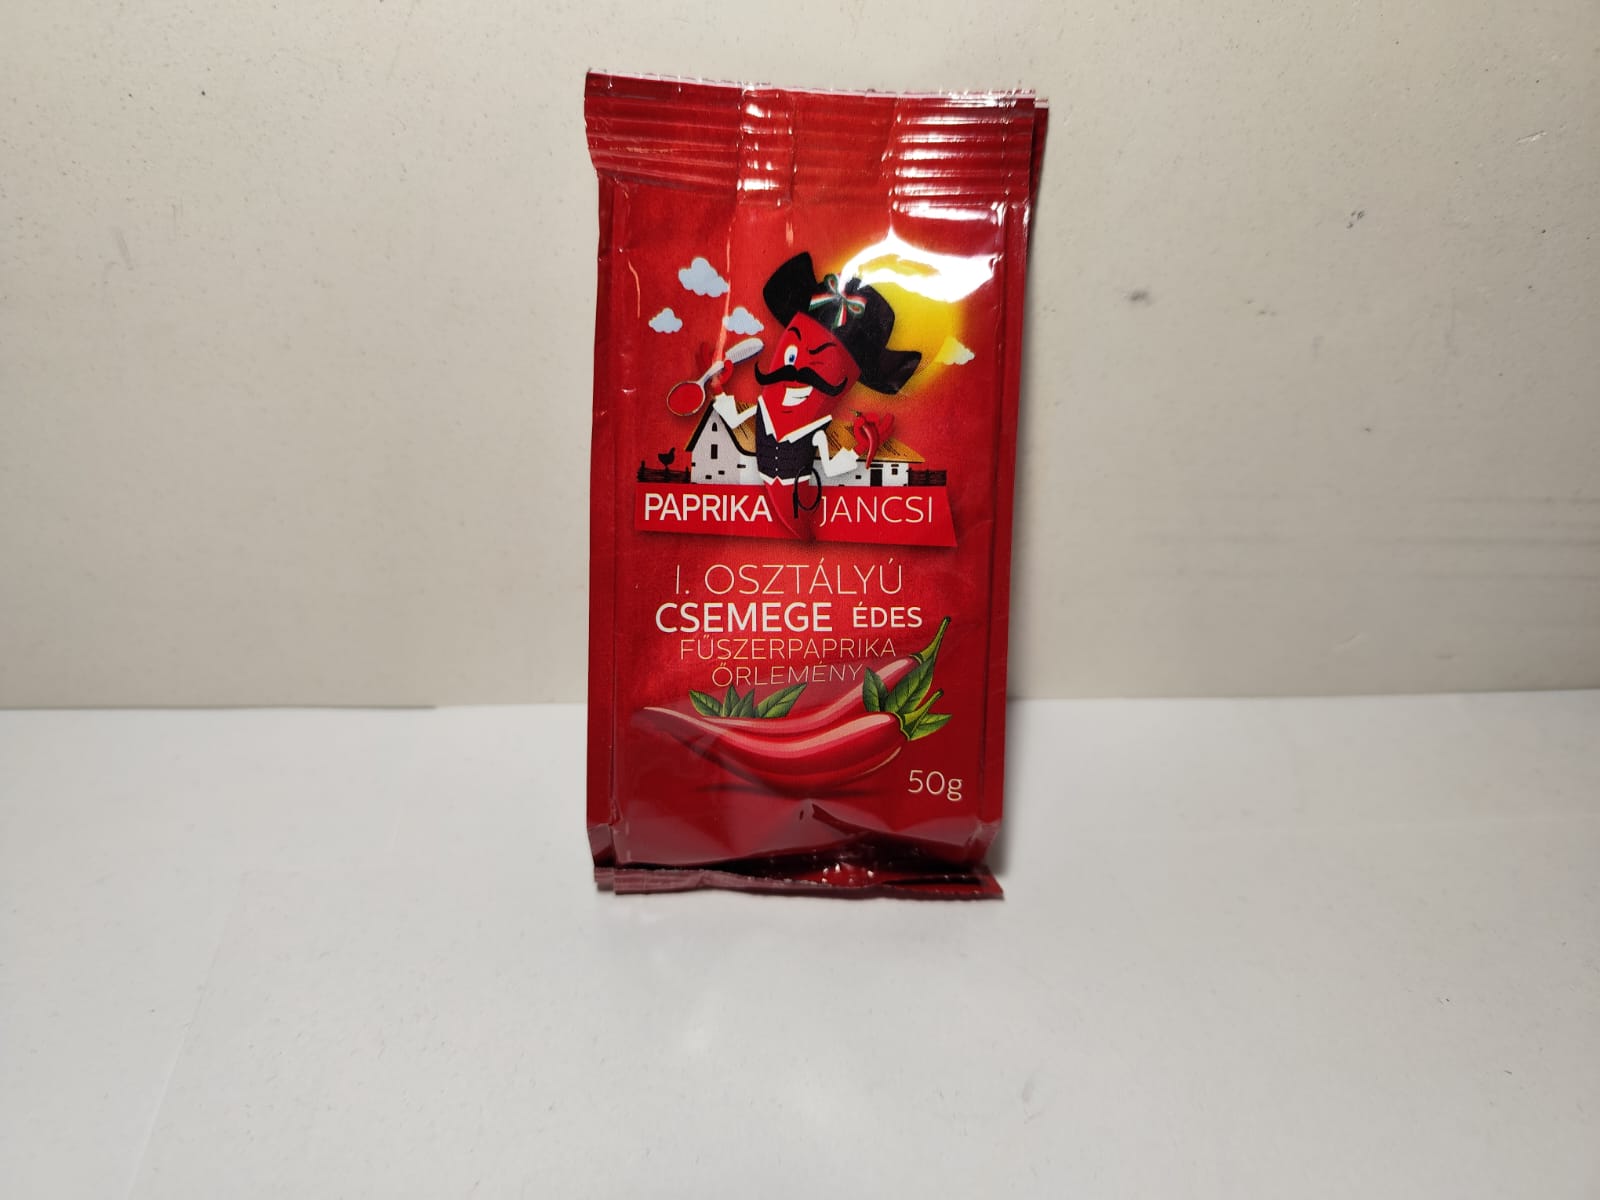 PAPRIKA JANCSI
I. OSZTÁLYÚ
CSEMEGE ÉDES
FŰSZERPAPRIKA
ŐRLEMÉNY
50g